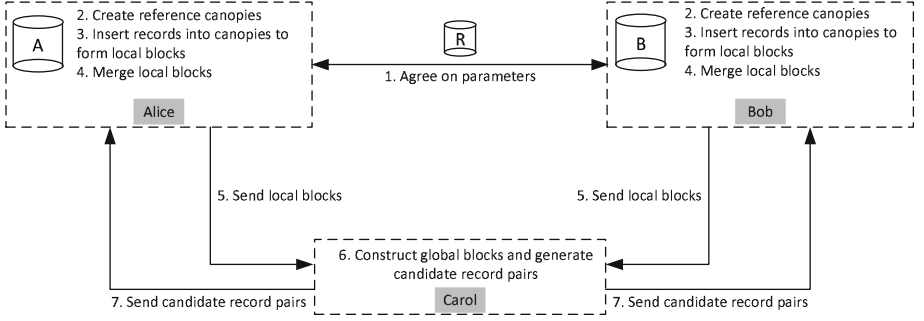 A
2. Create reference canopies
3. Insert records into canopies to
form local blocks
4. Merge local blocks
Alice
R
1. Agree on parameters
B
2. Create reference canopies
3. Insert records into canopies to
form local blocks
4. Merge local blocks
Bob
5. Send local blocks
5. Send local blocks
6. Construct global blocks and generate
candidate record pairs
Carol
7. Send candidate record pairs
7. Send candidate record pairs